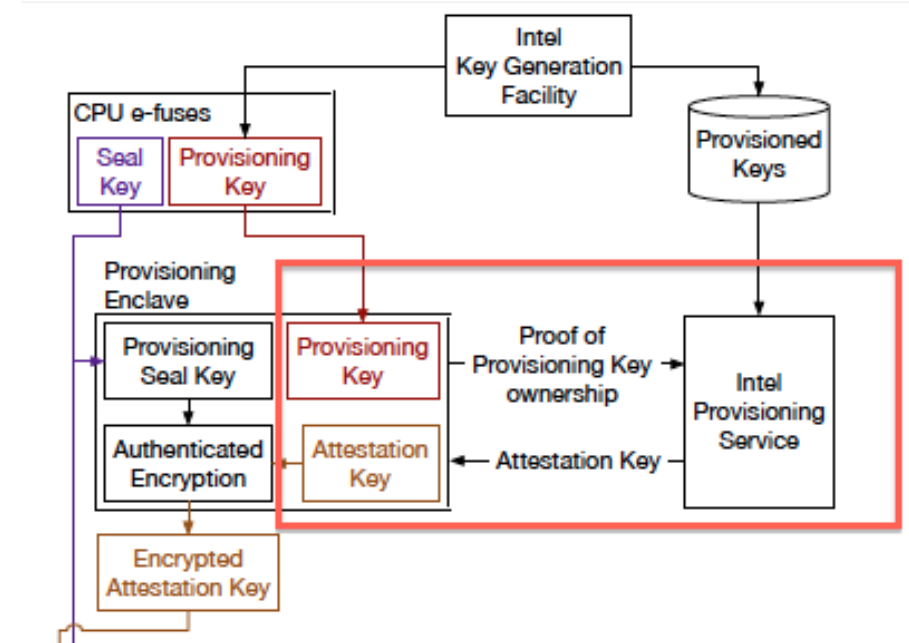 Intel
Key Generation
Facility
CPU e-fuses
Seal
Key
Provisioning
Key
Provisioned
Keys
Provisioning
Enclave
Provisioning
Seal Key
Provisioning
Key
Proof of
Provisioning Key
ownership
Intel
Provisioning
Service
Authenticated
Encryption
Attestation
Key
Attestation Key
Encrypted
Attestation Key